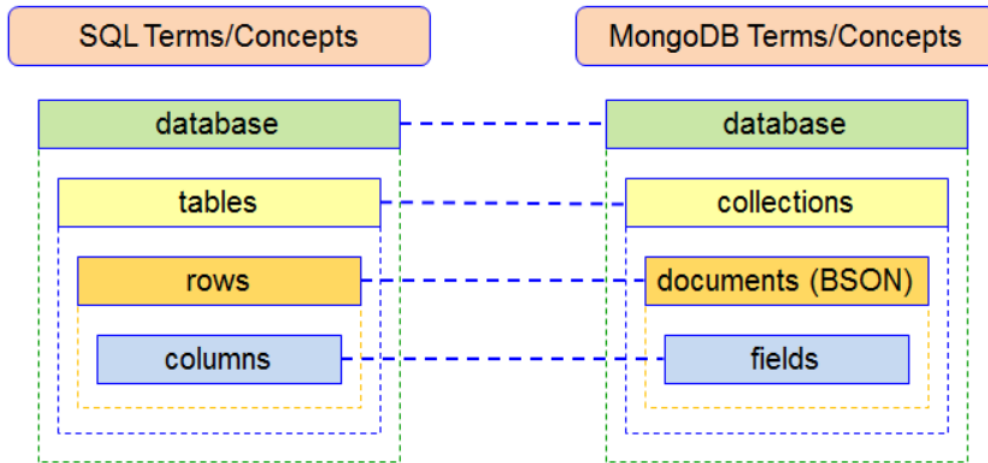 SQL Terms/Concepts
MongoDB Terms/Concepts
database
database
tables
collections
rows
documents (BSON)
columns
fields